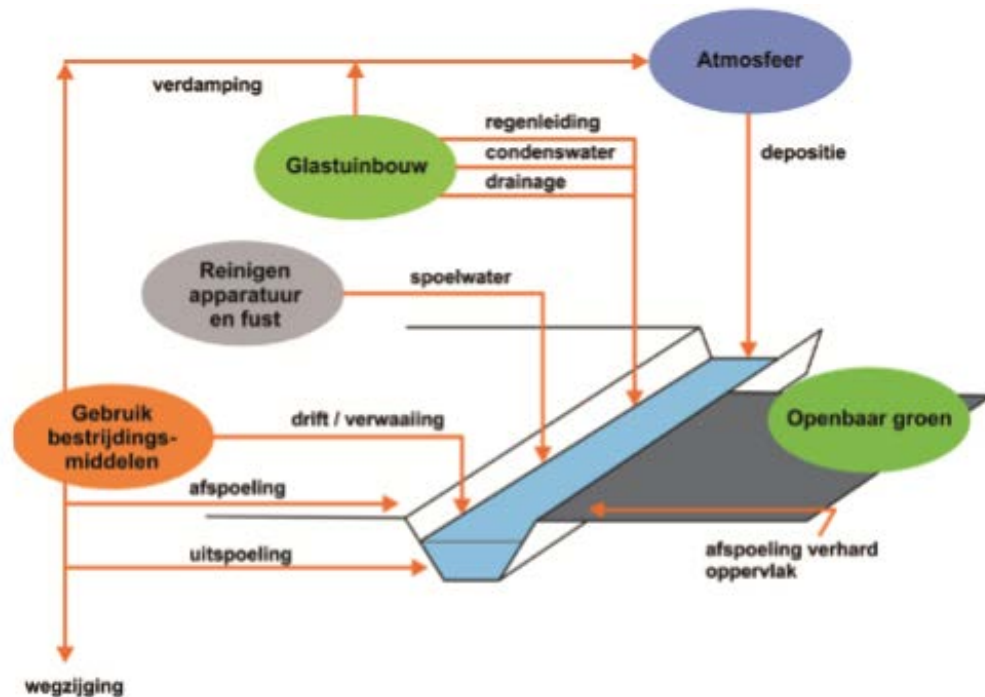 Atmosfeer
verdamping
regenleiding
Glastuinbouw
condenswater
depositie
drainage
Reinigen
apparatuur
en fust
spoelwater
Gebruik
bestrijdings-
middelen
drift / verwaaiing
Openbaar groen
afspoeling
uitspoeling
afspoeling verhard
oppervlak
wegzijging